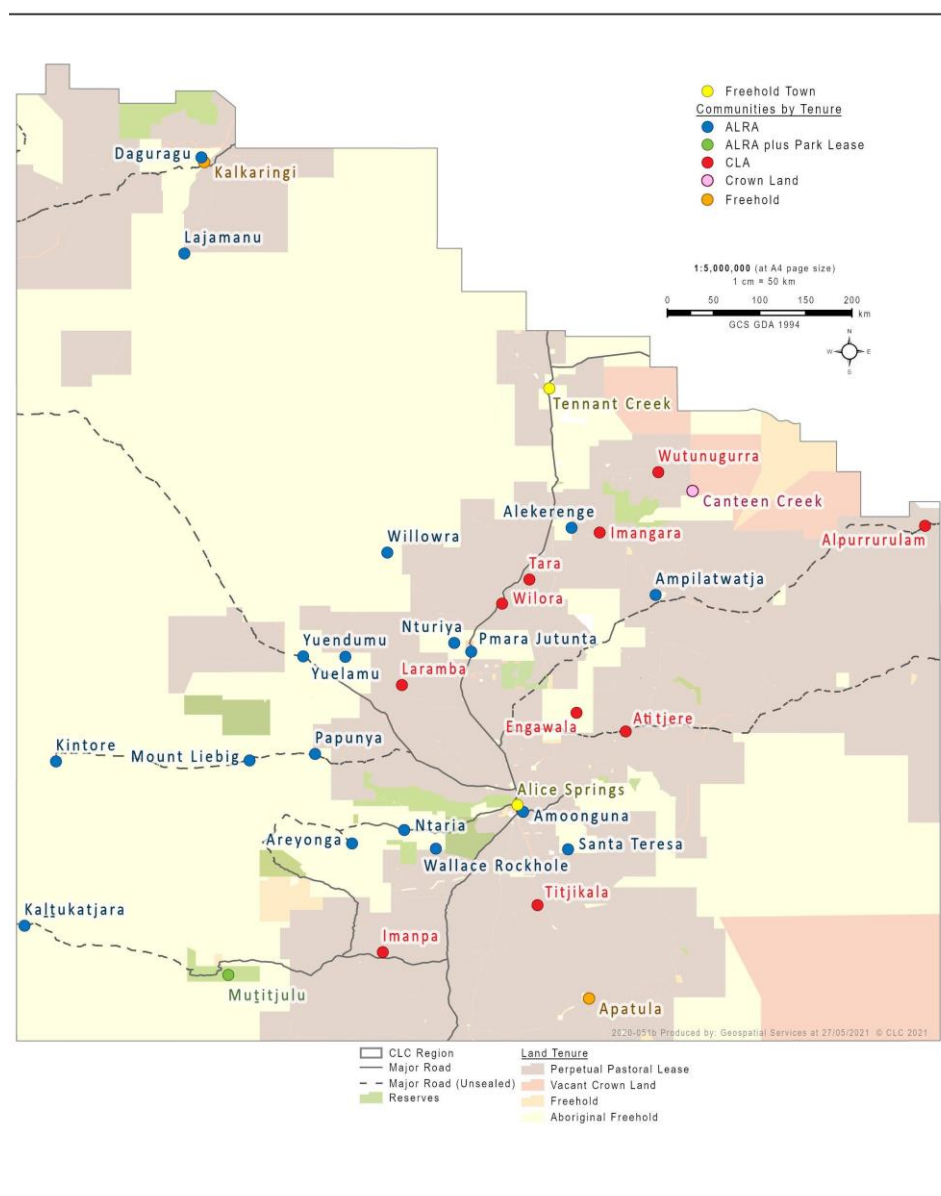 Freehold Town
Communities by Tenure
ALRA
ALRA plus Park Lease
CLA
Crown Land
Freehold
Daguragu
Kalkaringi
Lajamanu
1:5,000,000 (at A4 page size)
1 cm = 50 km
0 50 100 150 200
km
GCS GDA 1994
N
W E
S
Tennant Creek
Wutunugurra
Canteen Creek
Alekerenge
Imangara
Alpurrurulam
Willowra
Tara
Ampilatwatja
Wilora
Nturiya
Pmara Jutunta
Yuendumu
Yuelamu
Laramba
Engawala
Atitjere
Kintore
Mount Liebig
Papunya
Alice Springs
Amoonguna
Ntaria
Areyonga
Santa Teresa
Wallace Rockhole
Titjikala
Kaḻṯukatjara
Imanpa
Muṯitjulu
Apatula
2020-051b Produced by: Geospatial Services at 27/05/2021 © CLC 2021
CLC Region
Major Road
Major Road (Unsealed)
Reserves
Land Tenure
Perpetual Pastoral Lease
Vacant Crown Land
Freehold
Aboriginal Freehold